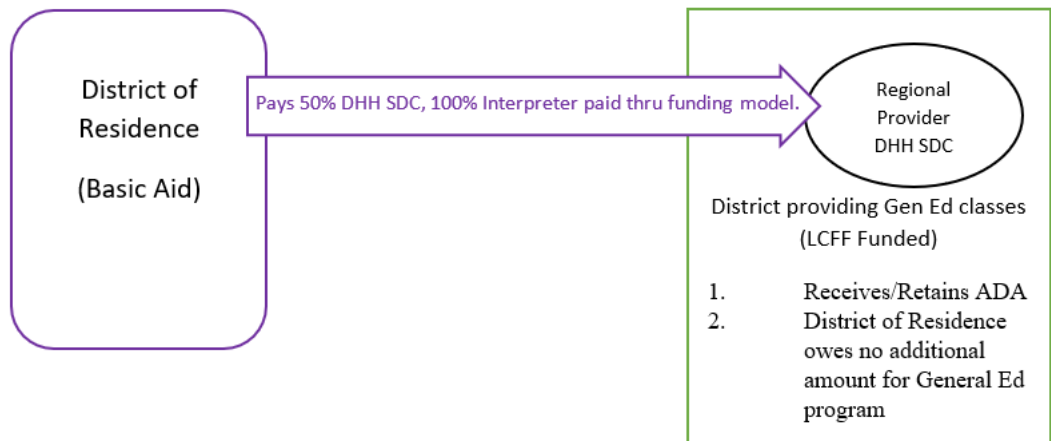 District of
Residence
(Basic Aid)
Pays 50% DHH SDC, 100% Interpreter paid thru funding model.
Regional
Provider
DHH SDC
District providing Gen Ed classes
(LCFF Funded)
1. Receives/Retains ADA
2. District of Residence
owes no additional
amount for General Ed
program